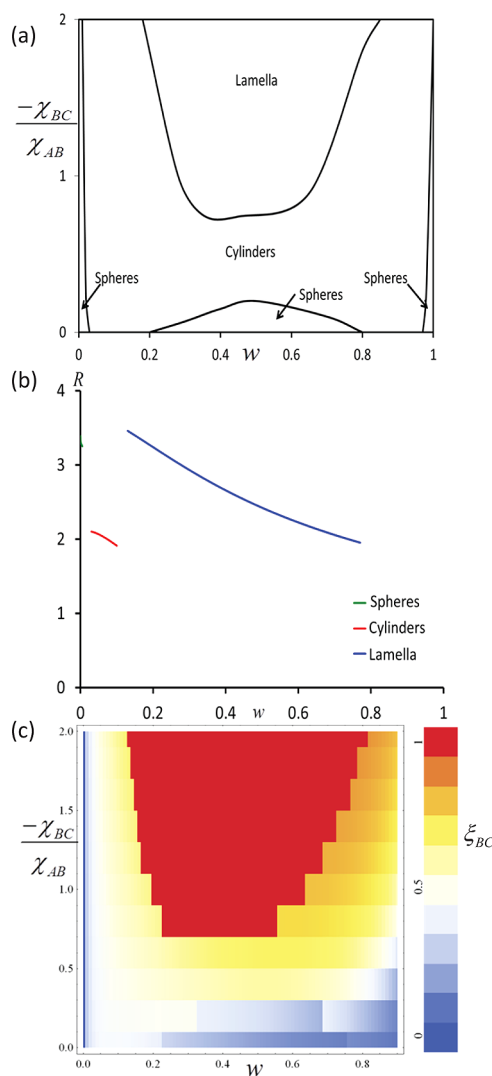 (a)
2
Lamella
−χBC
χAB
1
Cylinders
Spheres
Spheres
Spheres
0
0 0.2 0.4 w 0.6 0.8 1
(b)
R
4
3
2
1
0
Spheres
Cylinders
Lamella
0 0.2 0.4 w 0.6 0.8 1
(c)
2.0
1.5
−χBC
χAB
1.0
0.5
0.0
0.0 0.2 0.4 w 0.6 0.8
1
ξBC
0.5
0